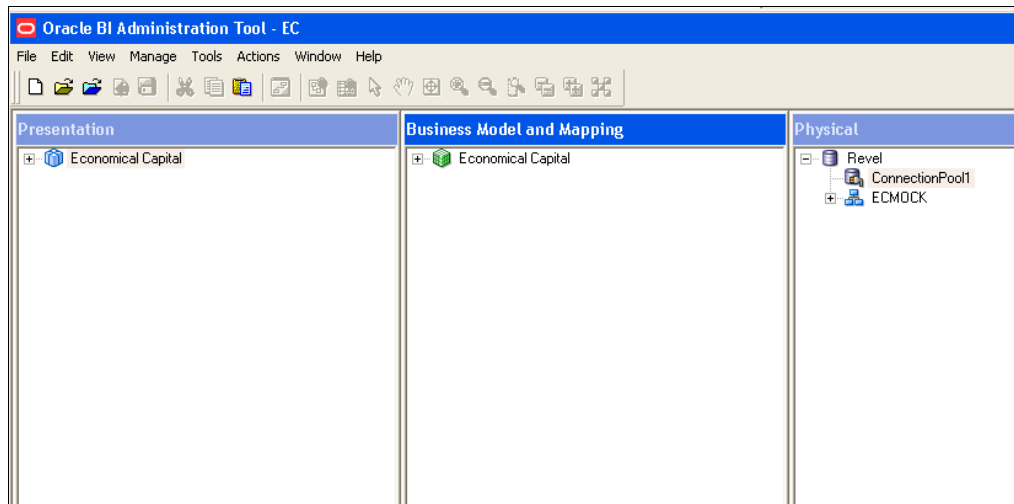 Oracle BI Administration Tool - EC
File Edit View Manage Tools Actions Window Help
Presentation
Business Model and Mapping
Physical
Economical Capital
Economical Capital
Revel
ConnectionPool1
ECMOCK